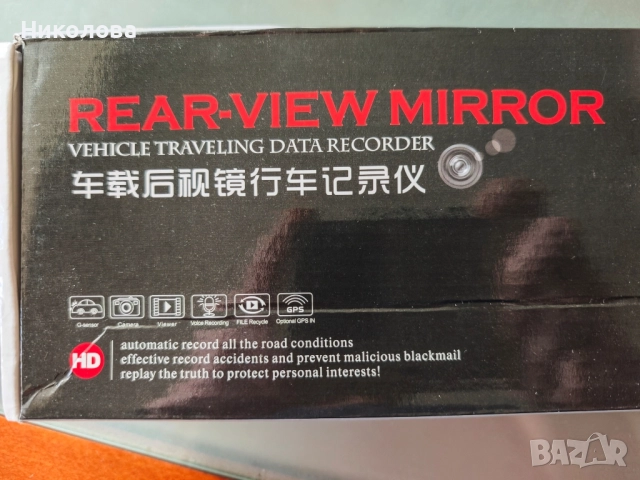 Николова
REAR-VIEW MIRROR
VEHICLE TRAVELING DATA RECORDER
车载后视镜行车记录仪
GPS
G-sensor Camera Viewer Voice Recording FILE Recycle Optional GPS IN
HD
automatic record all the road conditions
effective record accidents and prevent malicious blackmail
replay the truth to protect personal interests!
BAZAR
bg